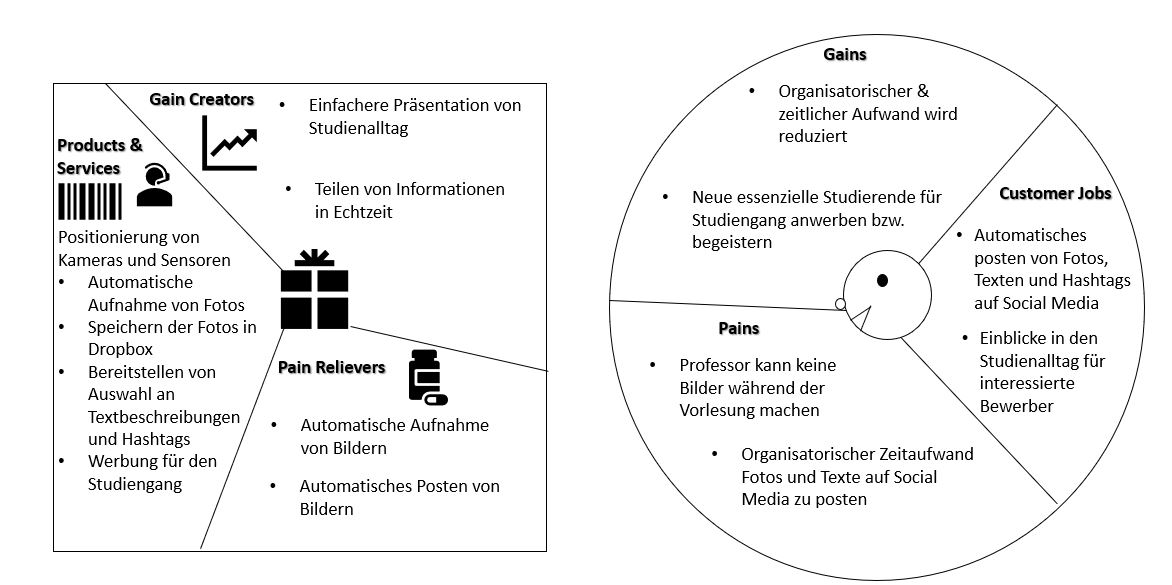 Gain Creators
• Einfachere Präsentation von
Studienalltag
• Teilen von Informationen
in Echtzeit
Products &
Services
Positionierung von
Kameras und Sensoren
• Automatische
Aufnahme von Fotos
• Speichern der Fotos in
Dropbox
• Bereitstellen von
Auswahl an
Textbeschreibungen
und Hashtags
• Werbung für den
Studiengang
Pain Relievers
• Automatische Aufnahme
von Bildern
• Automatisches Posten von
Bildern
Gains
• Organisatorischer &
zeitlicher Aufwand wird
reduziert
• Neue essenzielle Studierende für
Studiengang anwerben bzw.
begeistern
Customer Jobs
• Automatisches
posten von Fotos,
Texten und Hashtags
auf Social Media
• Einblicke in den
Studienalltag für
interessierte
Bewerber
Pains
• Professor kann keine
Bilder während der
Vorlesung machen
• Organisatorischer Zeitaufwand
Fotos und Texte auf Social
Media zu posten